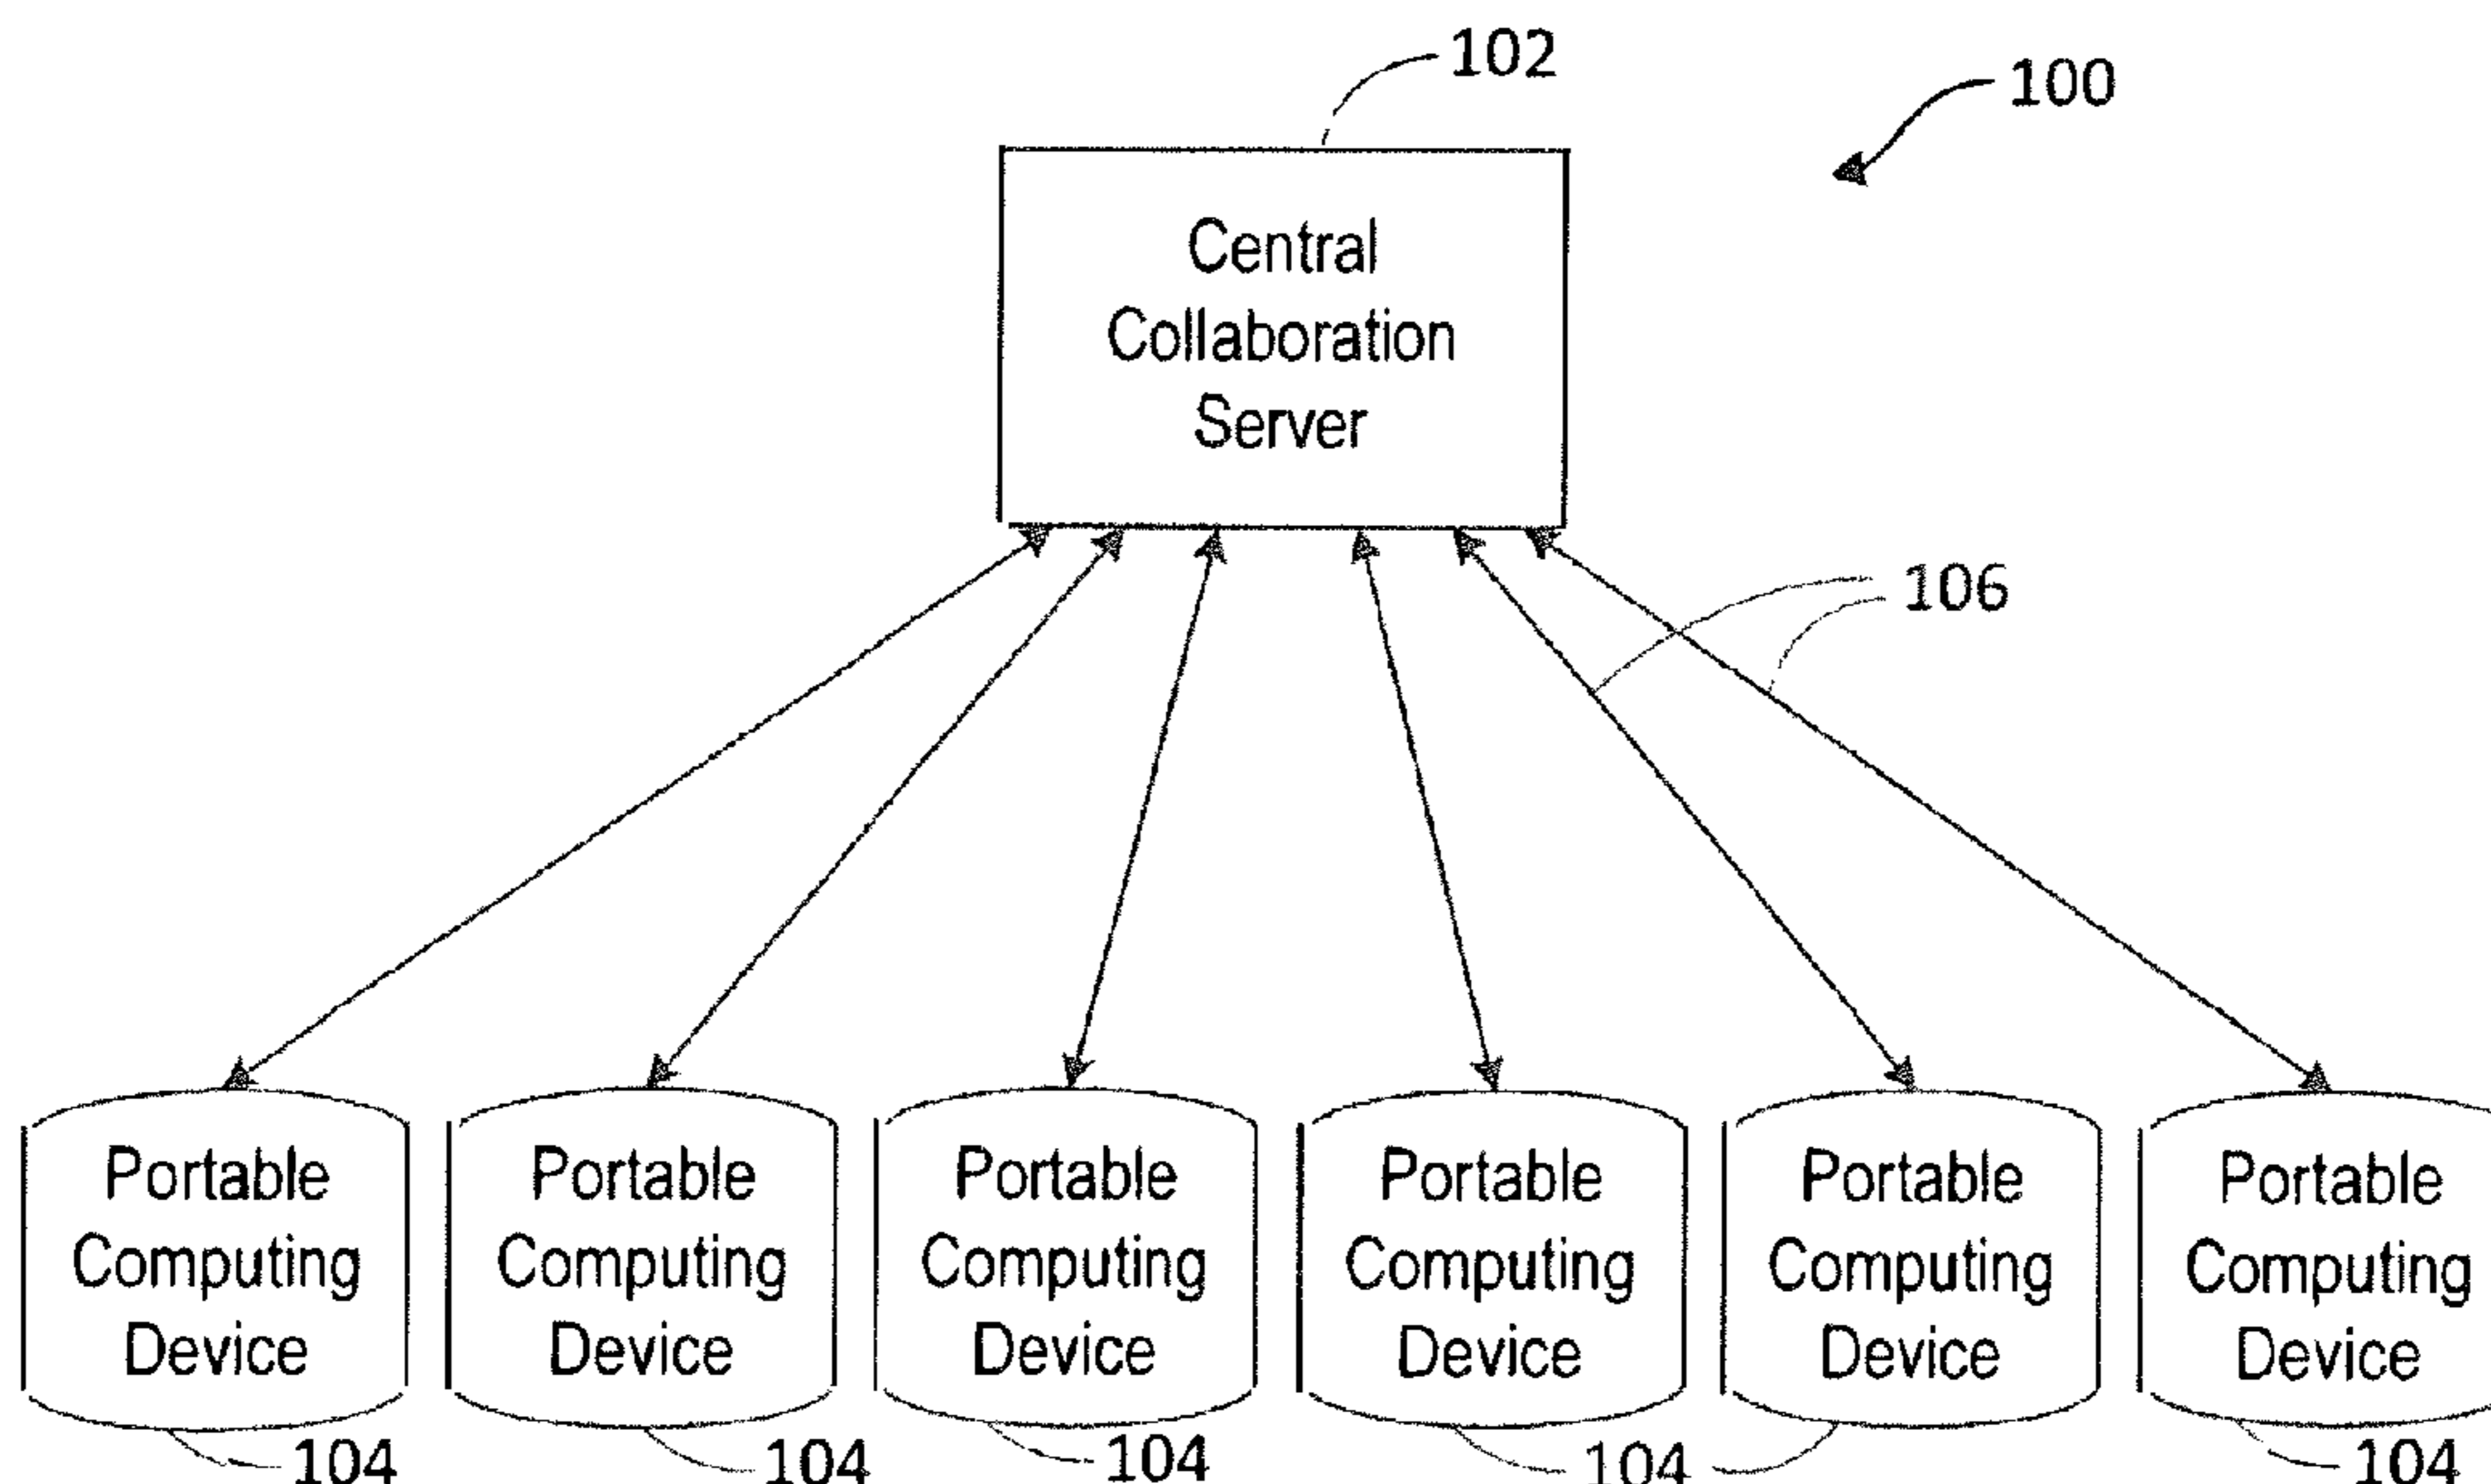 102
100
Central
Collaboration
Server
106
Portable Computing Device
Portable Computing Device
Portable Computing Device
Portable Computing Device
Portable Computing Device
Portable Computing Device
104
104
104
104
104